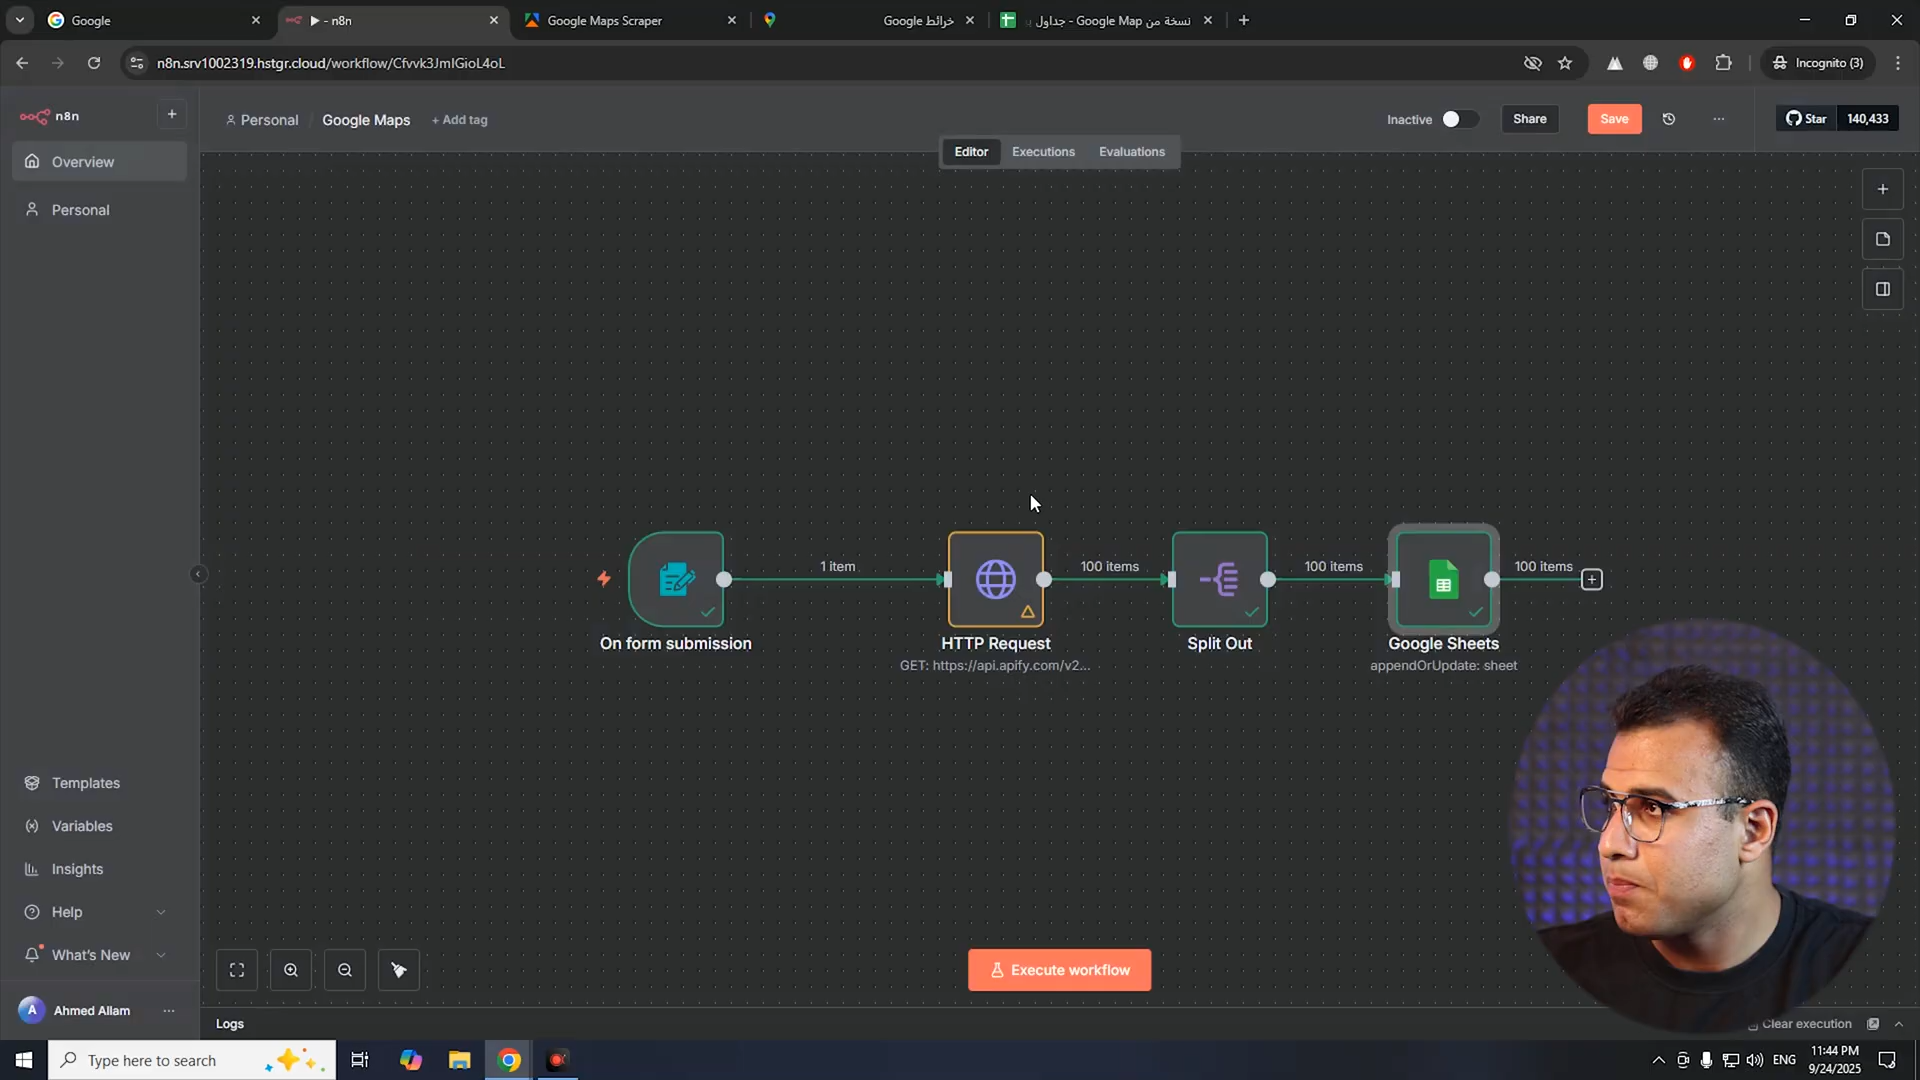 Google
- n8n
Google Maps Scraper
خرائط Google
نسخة من Google Map - جداول
n8n.srv1002319.hstgr.cloud/workflow/Cfvvk3JmIGioL4oL
Incognito (3)
n8n
Personal
Google Maps
+ Add tag
Inactive
Share
Save
Star
140,433
Editor
Executions
Evaluations
Overview
Personal
1 item
100 items
100 items
100 items
On form submission
HTTP Request
GET: https://api.apify.com/v2...
Split Out
Google Sheets
appendOrUpdate: sheet
Templates
Variables
Insights
Help
What's New
Ahmed Allam
Execute workflow
Logs
Clear execution
Type here to search
ENG
11:44 PM
9/24/2025